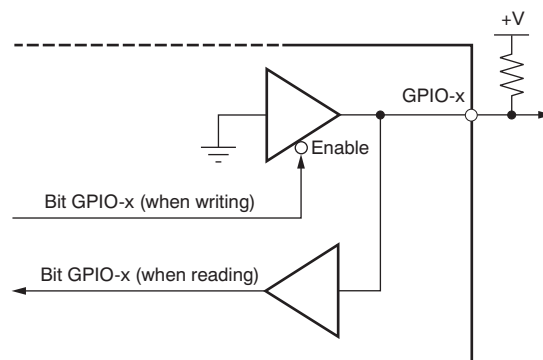 +V
GPIO-x
Enable
Bit GPIO-x (when writing)
Bit GPIO-x (when reading)